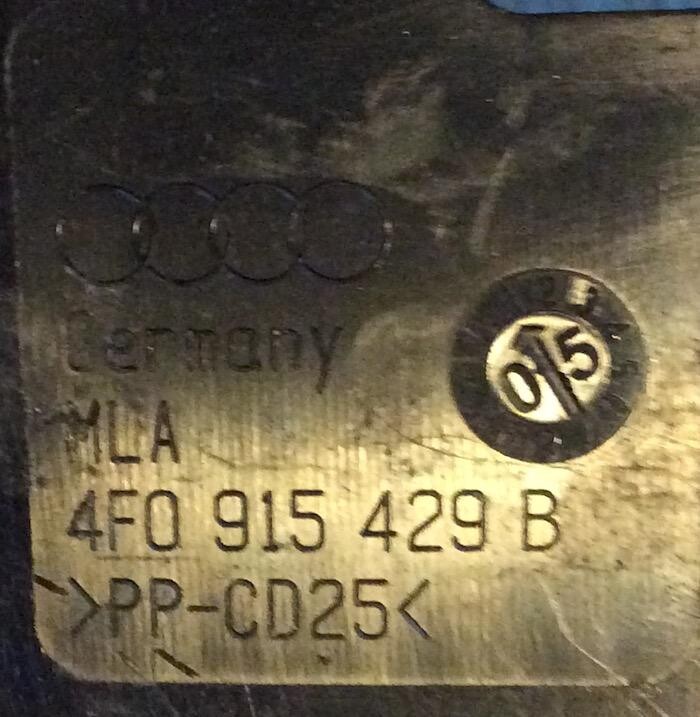 Germany
MLA
4F0 915 429 B
>PP-CD25<
05